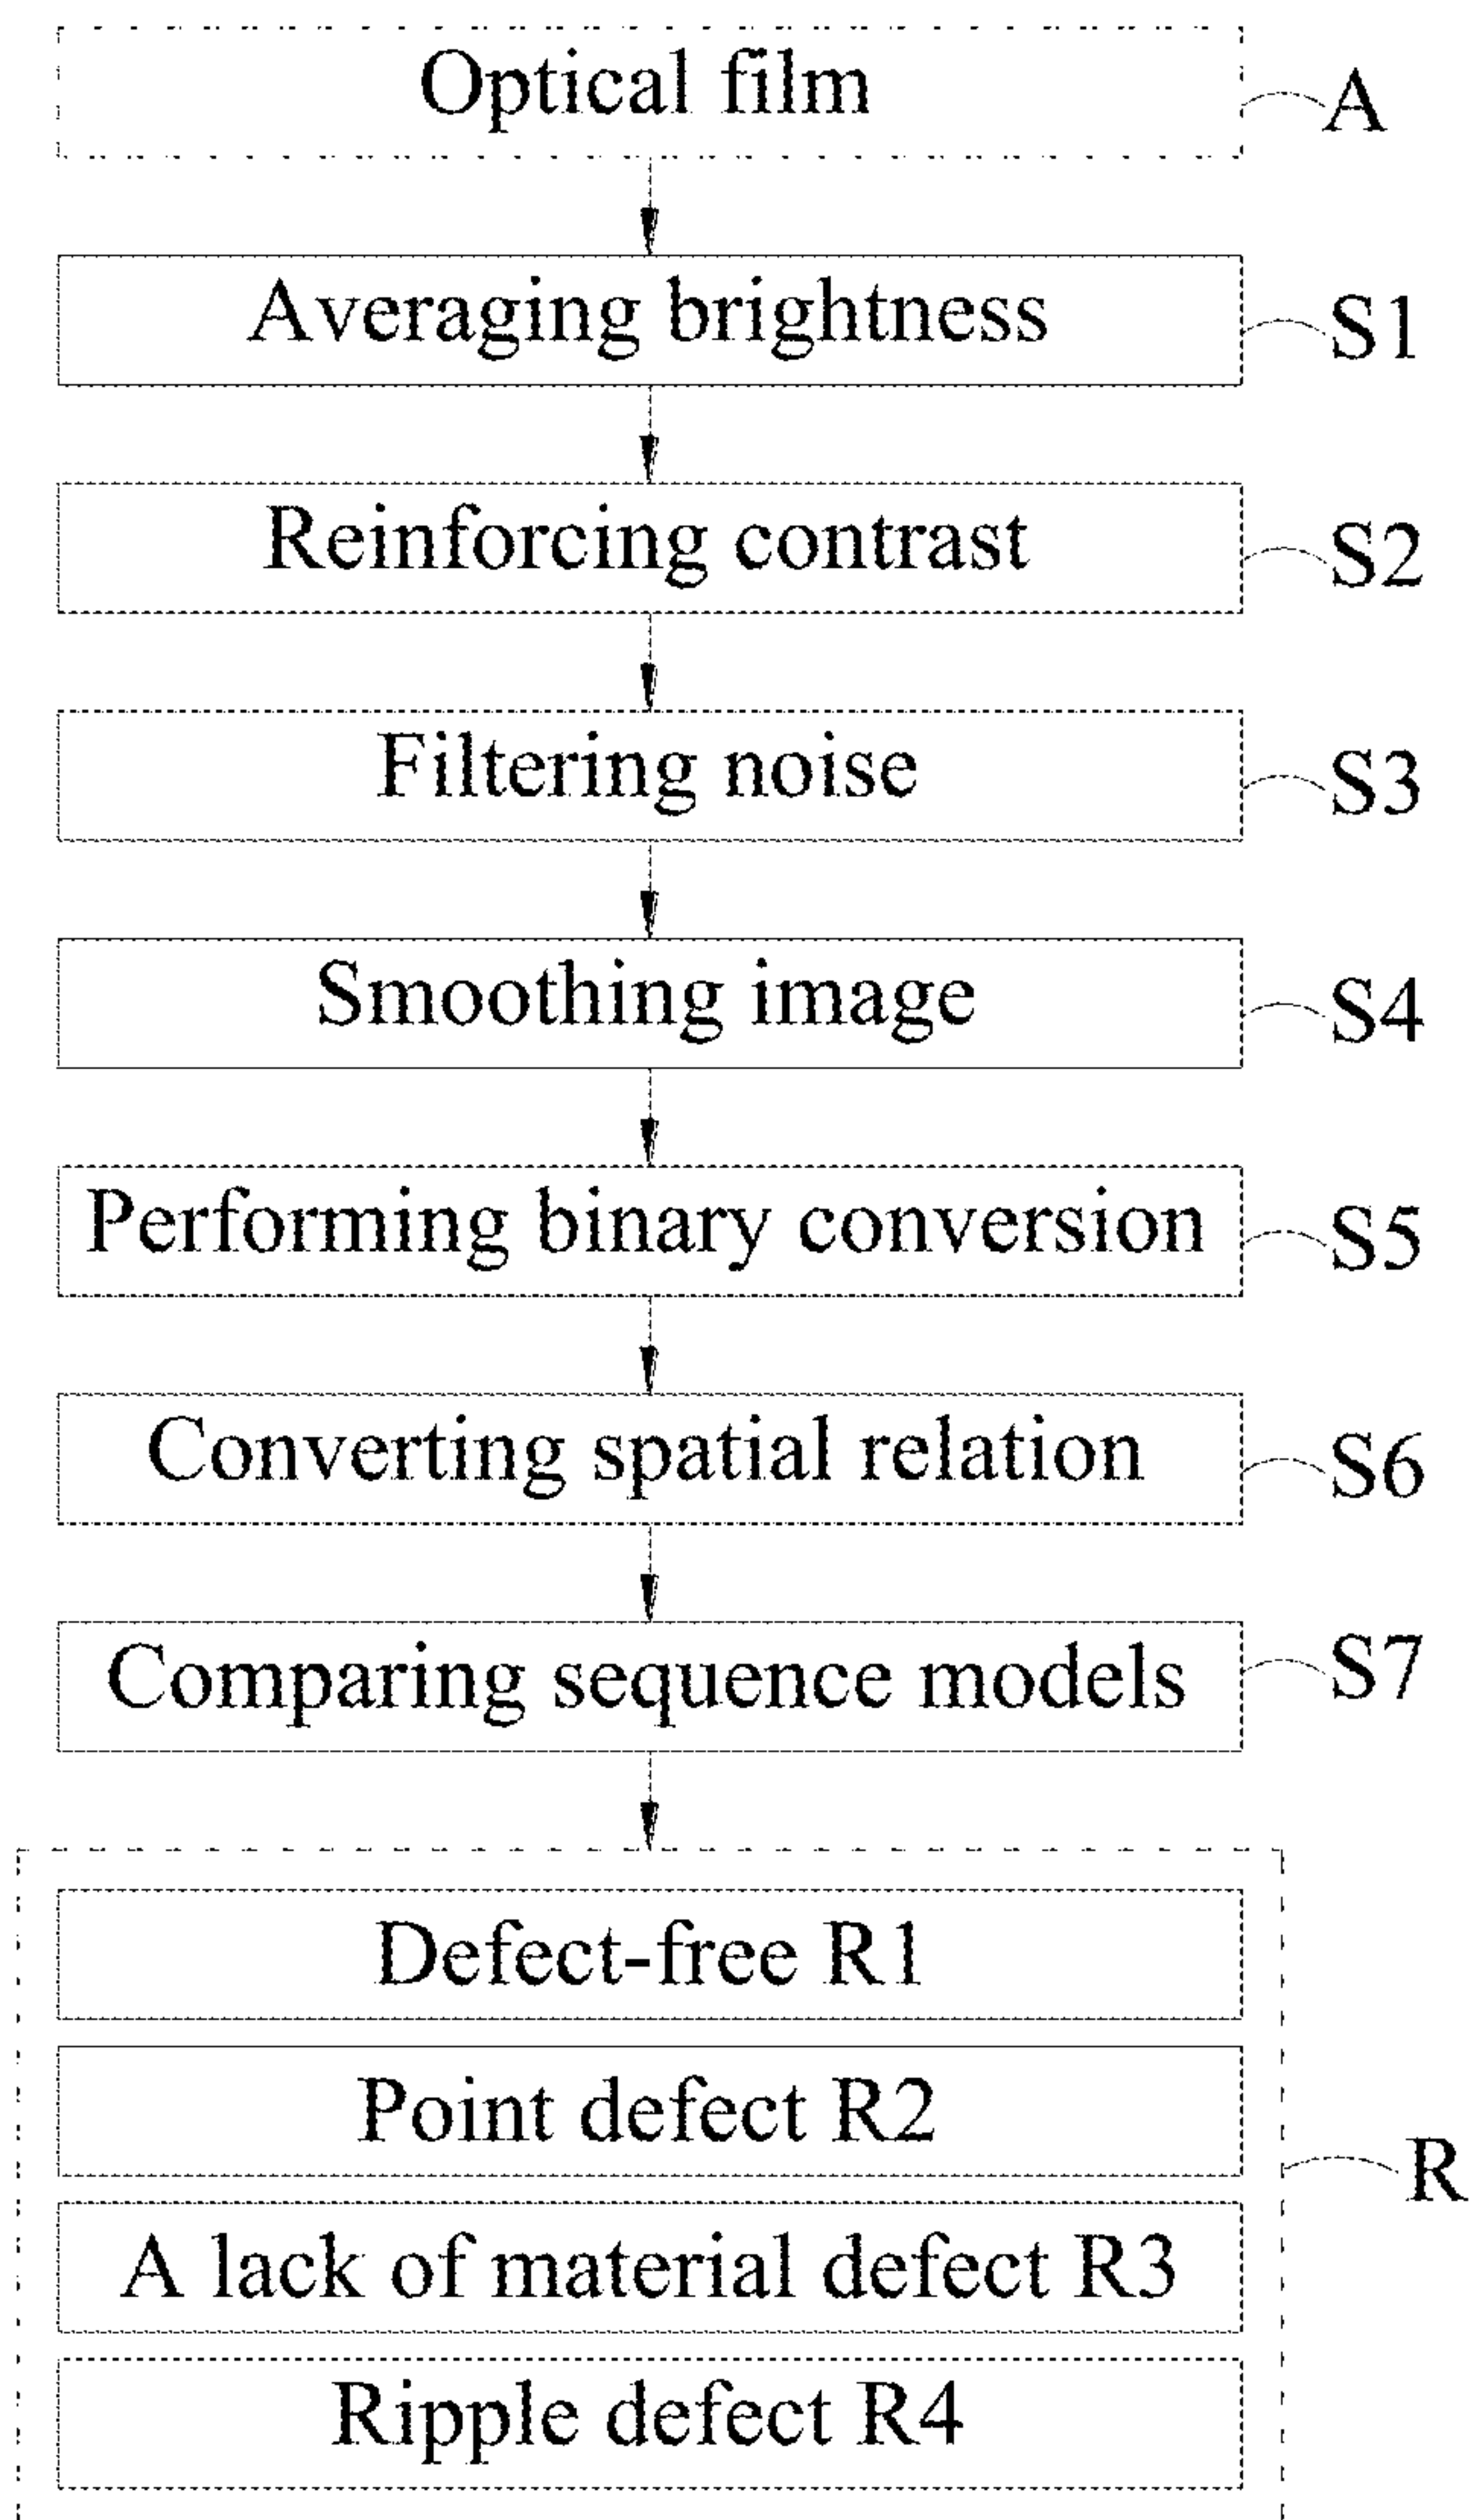 Optical film A
Averaging brightness S1
Reinforcing contrast S2
Filtering noise S3
Smoothing image S4
Performing binary conversion S5
Converting spatial relation S6
Comparing sequence models S7
Defect-free R1
Point defect R2
R
A lack of material defect R3
Ripple defect R4